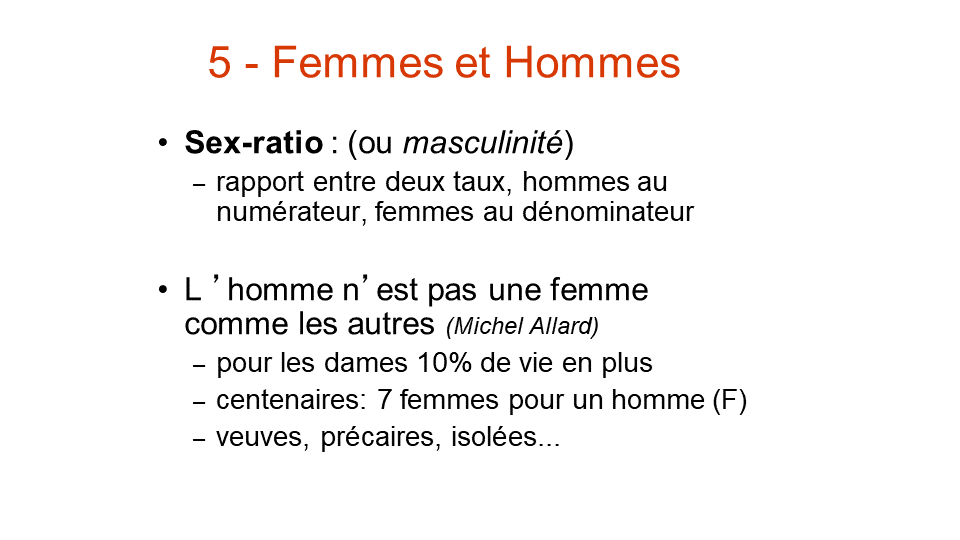 5 - Femmes et Hommes
• Sex-ratio : (ou masculinité)
– rapport entre deux taux, hommes au
numérateur, femmes au dénominateur
• L ’ homme n’ est pas une femme
comme les autres (Michel Allard)
– pour les dames 10% de vie en plus
– centenaires: 7 femmes pour un homme (F)
– veuves, précaires, isolées...